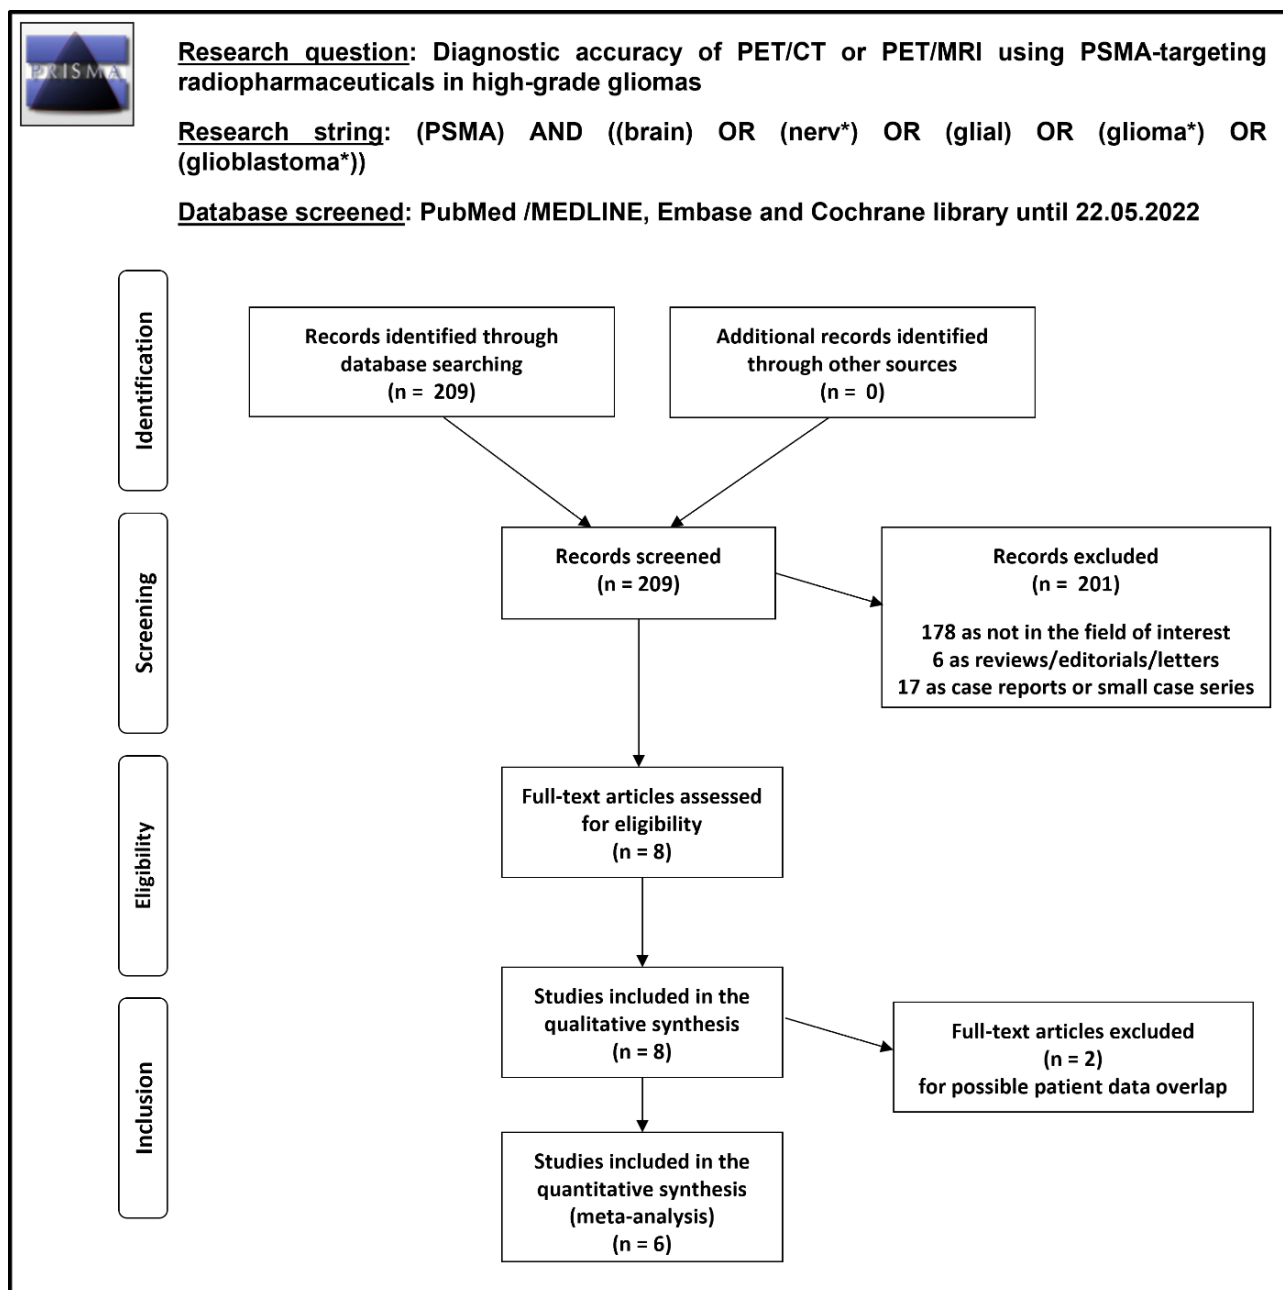 PRISMA
Research question: Diagnostic accuracy of PET/CT or PET/MRI using PSMA-targeting
radiopharmaceuticals in high-grade gliomas
Research string: (PSMA) AND ((brain) OR (nerv*) OR (glial) OR (glioma*) OR
(glioblastoma*))
Database screened: PubMed /MEDLINE, Embase and Cochrane library until 22.05.2022
Identification
Records identified through
database searching
(n = 209)
Additional records identified
through other sources
(n = 0)
Screening
Records screened
(n = 209)
Records excluded
(n = 201)
178 as not in the field of interest
6 as reviews/editorials/letters
17 as case reports or small case series
Eligibility
Full-text articles assessed
for eligibility
(n = 8)
Inclusion
Studies included in the
qualitative synthesis
(n = 8)
Full-text articles excluded
(n = 2)
for possible patient data overlap
Studies included in the
quantitative synthesis
(meta-analysis)
(n = 6)